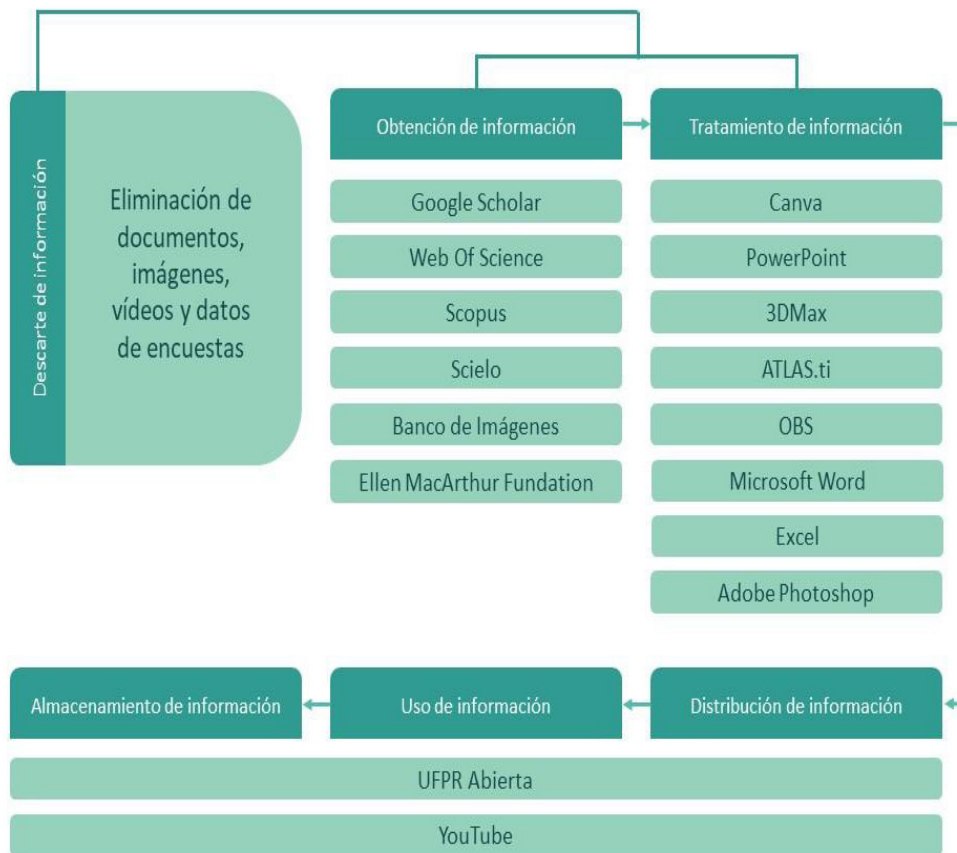 Descarte de información
Eliminación de
documentos,
imágenes,
vídeos y datos
de encuestas
Obtención de información
Google Scholar
Web Of Science
Scopus
Scielo
Banco de Imágenes
Ellen MacArthur Fundation
Tratamiento de información
Canva
PowerPoint
3DMax
ATLAS.ti
OBS
Microsoft Word
Excel
Adobe Photoshop
Almacenamiento de información
Uso de información
Distribución de información
UFPR Abierta
YouTube